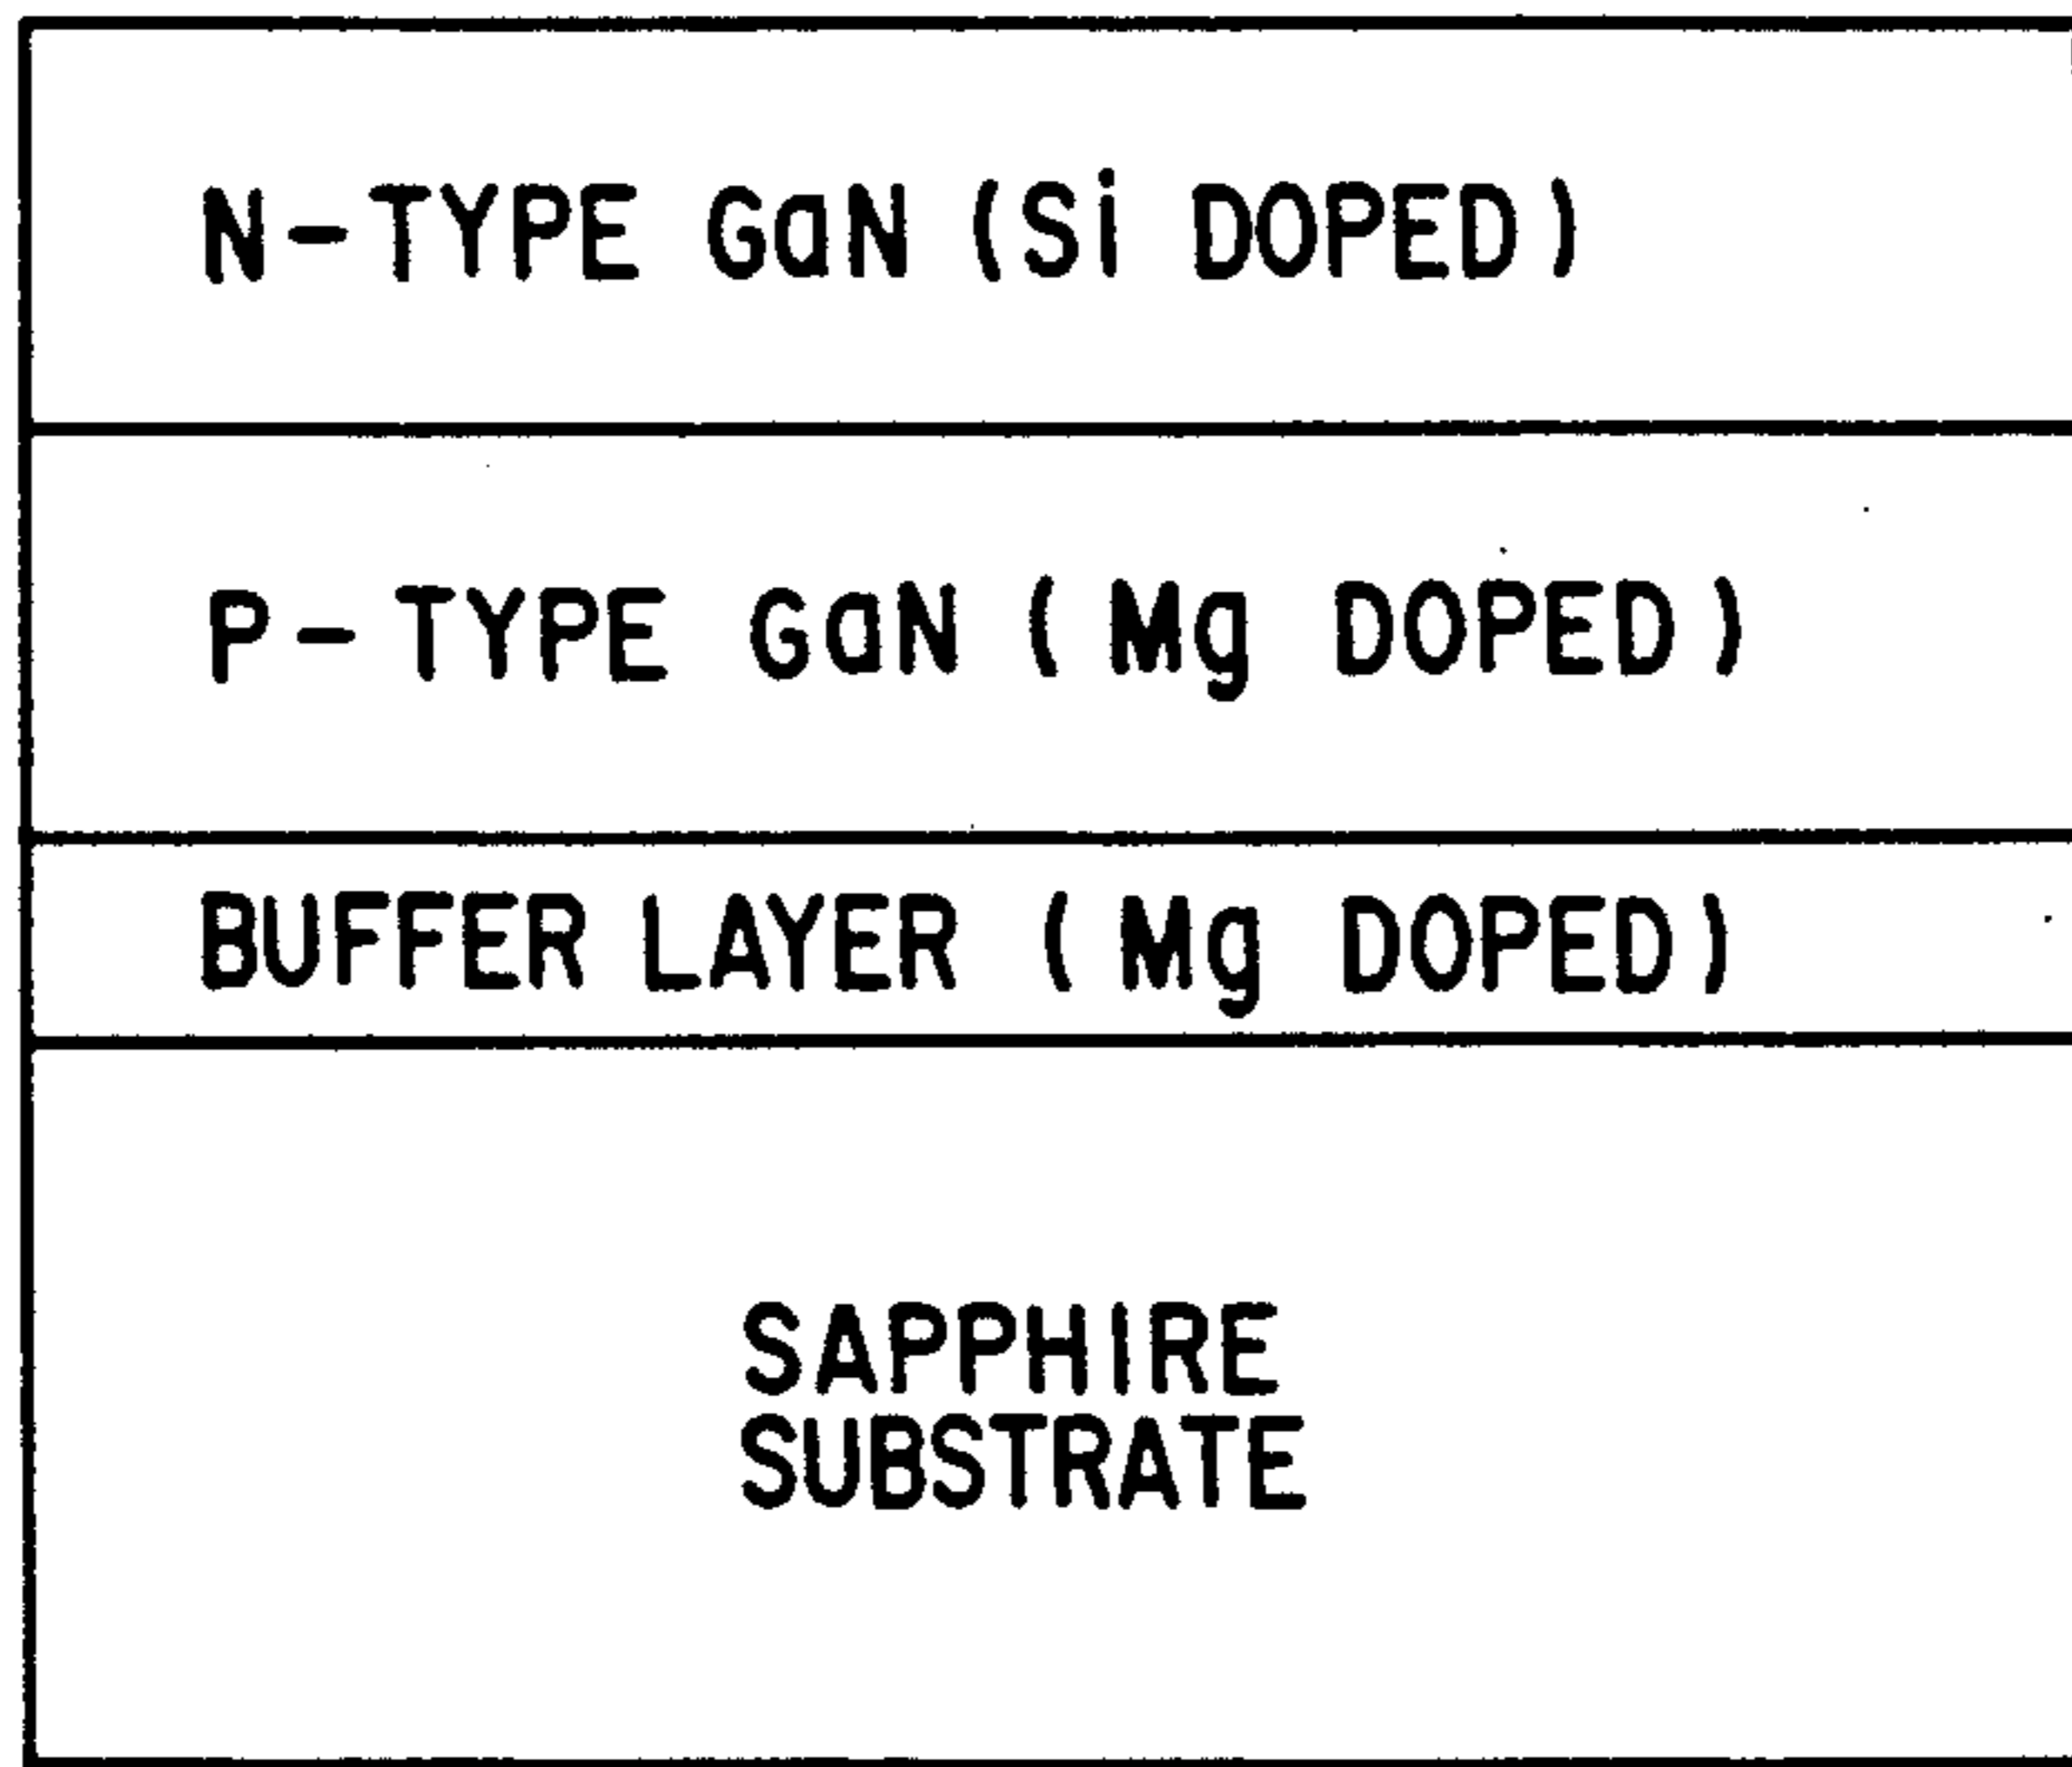 N-TYPE GaN (Si DOPED)
P-TYPE GaN (Mg DOPED)
BUFFER LAYER (Mg DOPED)
SAPPHIRE
SUBSTRATE